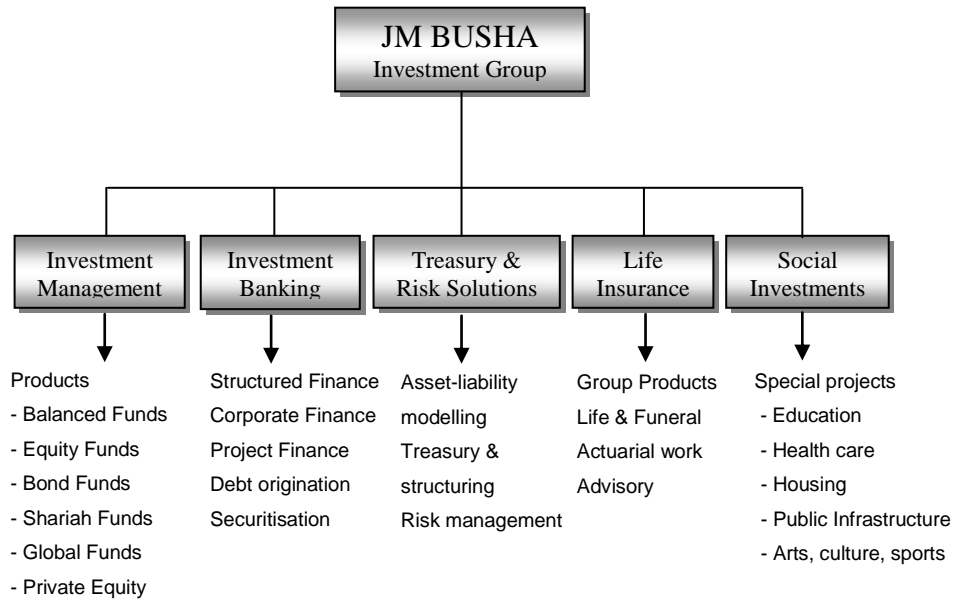 JM BUSHA
Investment Group
Investment
Management
Investment
Banking
Treasury &
Risk Solutions
Life
Insurance
Social
Investments
Products
- Balanced Funds
- Equity Funds
- Bond Funds
- Shariah Funds
- Global Funds
- Private Equity
Structured Finance
Corporate Finance
Project Finance
Debt origination
Securitisation
Asset-liability
modelling
Treasury &
structuring
Risk management
Group Products
Life & Funeral
Actuarial work
Advisory
Special projects
- Education
- Health care
- Housing
- Public Infrastructure
- Arts, culture, sports